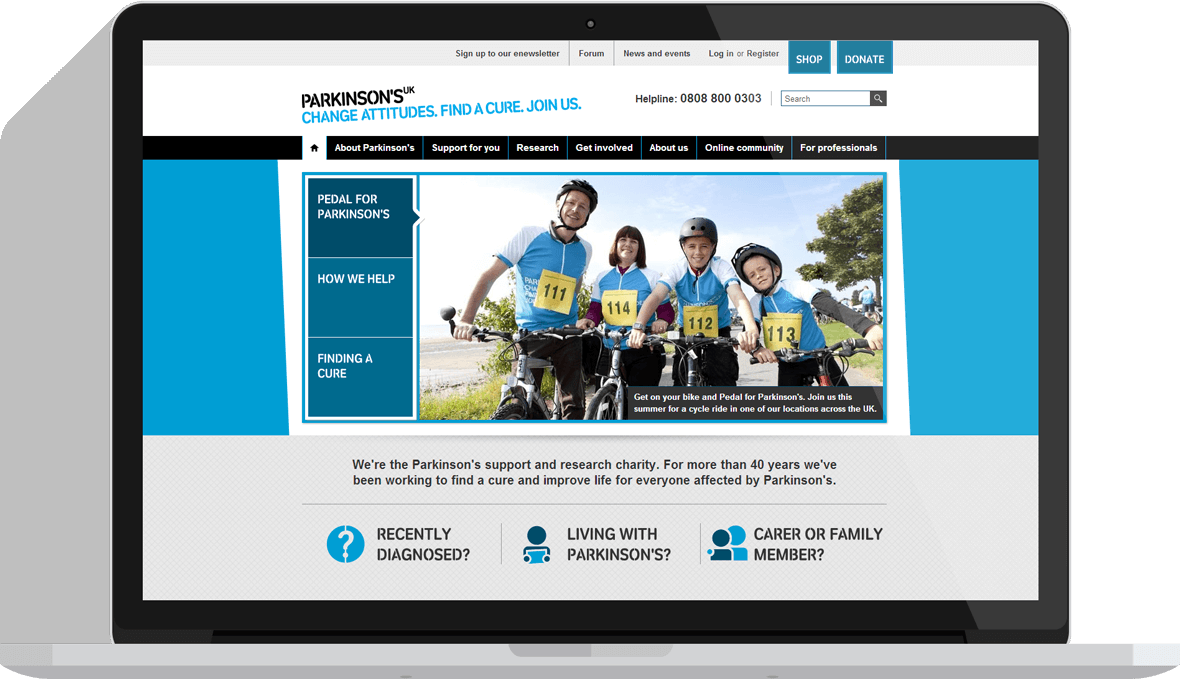 Sign up to our enewsletter
Forum
News and events
Log in or Register
SHOP
DONATE
PARKINSON'S UK
CHANGE ATTITUDES. FIND A CURE. JOIN US.
Helpline: 0808 800 0303
Search
About Parkinson's
Support for you
Research
Get involved
About us
Online community
For professionals
PEDAL FOR
PARKINSON'S
HOW WE HELP
FINDING A
CURE
111
114
112
113
Get on your bike and Pedal for Parkinson's. Join us this
summer for a cycle ride in one of our locations across the UK.
We're the Parkinson's support and research charity. For more than 40 years we've
been working to find a cure and improve life for everyone affected by Parkinson's.
RECENTLY
DIAGNOSED?
LIVING WITH
PARKINSON'S?
CARER OR FAMILY
MEMBER?